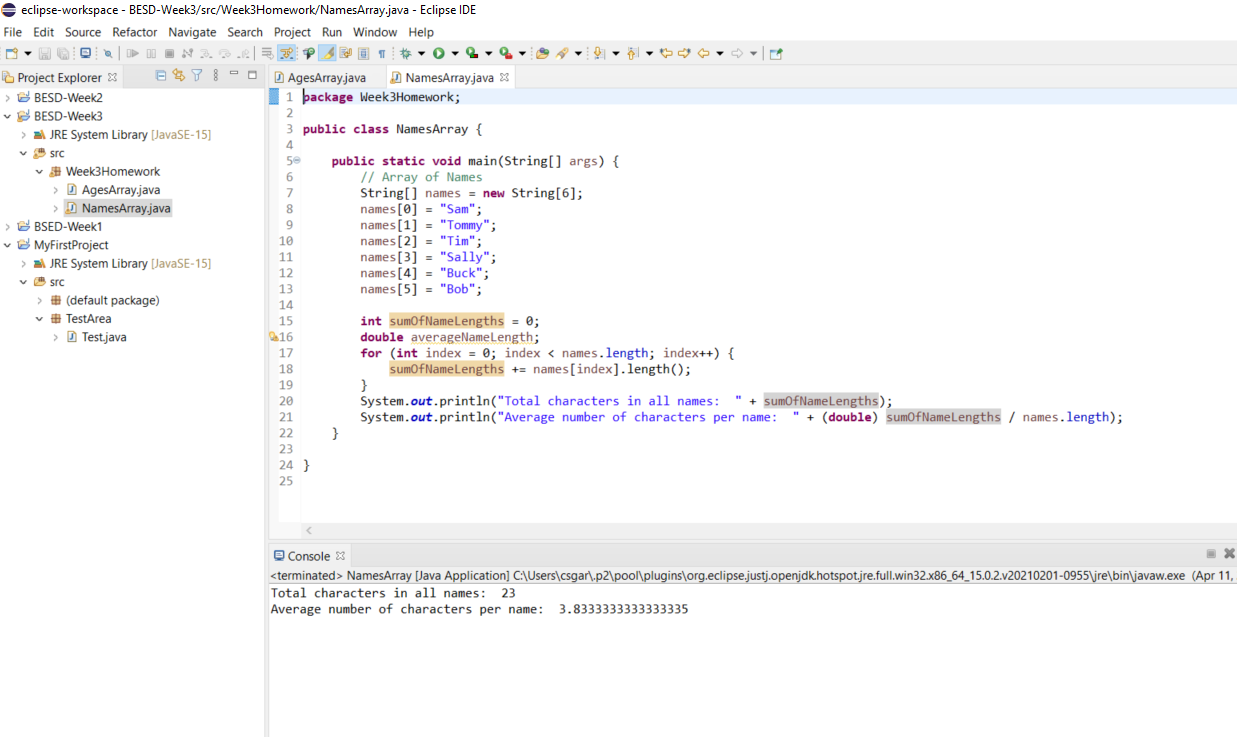 eclipse-workspace - BESD-Week3/src/Week3Homework/NamesArray.java - Eclipse IDE
File Edit Source Refactor Navigate Search Project Run Window Help
Project Explorer
BESD-Week2
BESD-Week3
JRE System Library [JavaSE-15]
src
Week3Homework
AgesArray.java
NamesArray.java
BSED-Week1
MyFirstProject
JRE System Library [JavaSE-15]
src
(default package)
TestArea
Test.java
AgesArray.java NamesArray.java
1 package Week3Homework;
2
3 public class NamesArray {
4
5 public static void main(String[] args) {
6 // Array of Names
7 String[] names = new String[6];
8 names[0] = "Sam";
9 names[1] = "Tommy";
10 names[2] = "Tim";
11 names[3] = "Sally";
12 names[4] = "Buck";
13 names[5] = "Bob";
14
15 int sumOfNameLengths = 0;
16 double averageNameLength;
17 for (int index = 0; index < names.length; index++) {
18 sumOfNameLengths += names[index].length();
19 }
20 System.out.println("Total characters in all names:  " + sumOfNameLengths);
21 System.out.println("Average number of characters per name:  " + (double) sumOfNameLengths / names.length);
22 }
23
24 }
25
Console
<terminated> NamesArray [Java Application] C:\Users\csgar\.p2\pool\plugins\org.eclipse.justj.openjdk.hotspot.jre.full.win32.x86_64_15.0.2.v20210201-0955\jre\bin\javaw.exe (Apr 11,
Total characters in all names:  23
Average number of characters per name:  3.8333333333333335